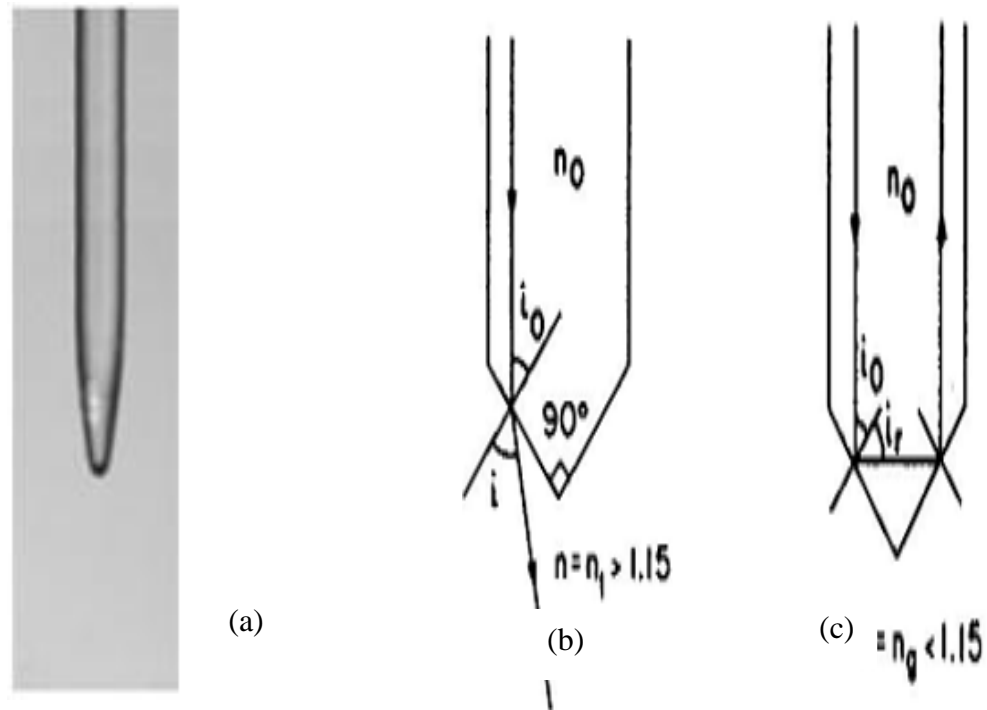 (a)
n0
i0
90°
i
n = n1 > 1.15
(b)
n0
i0
ir
(c)
= ng < 1.15